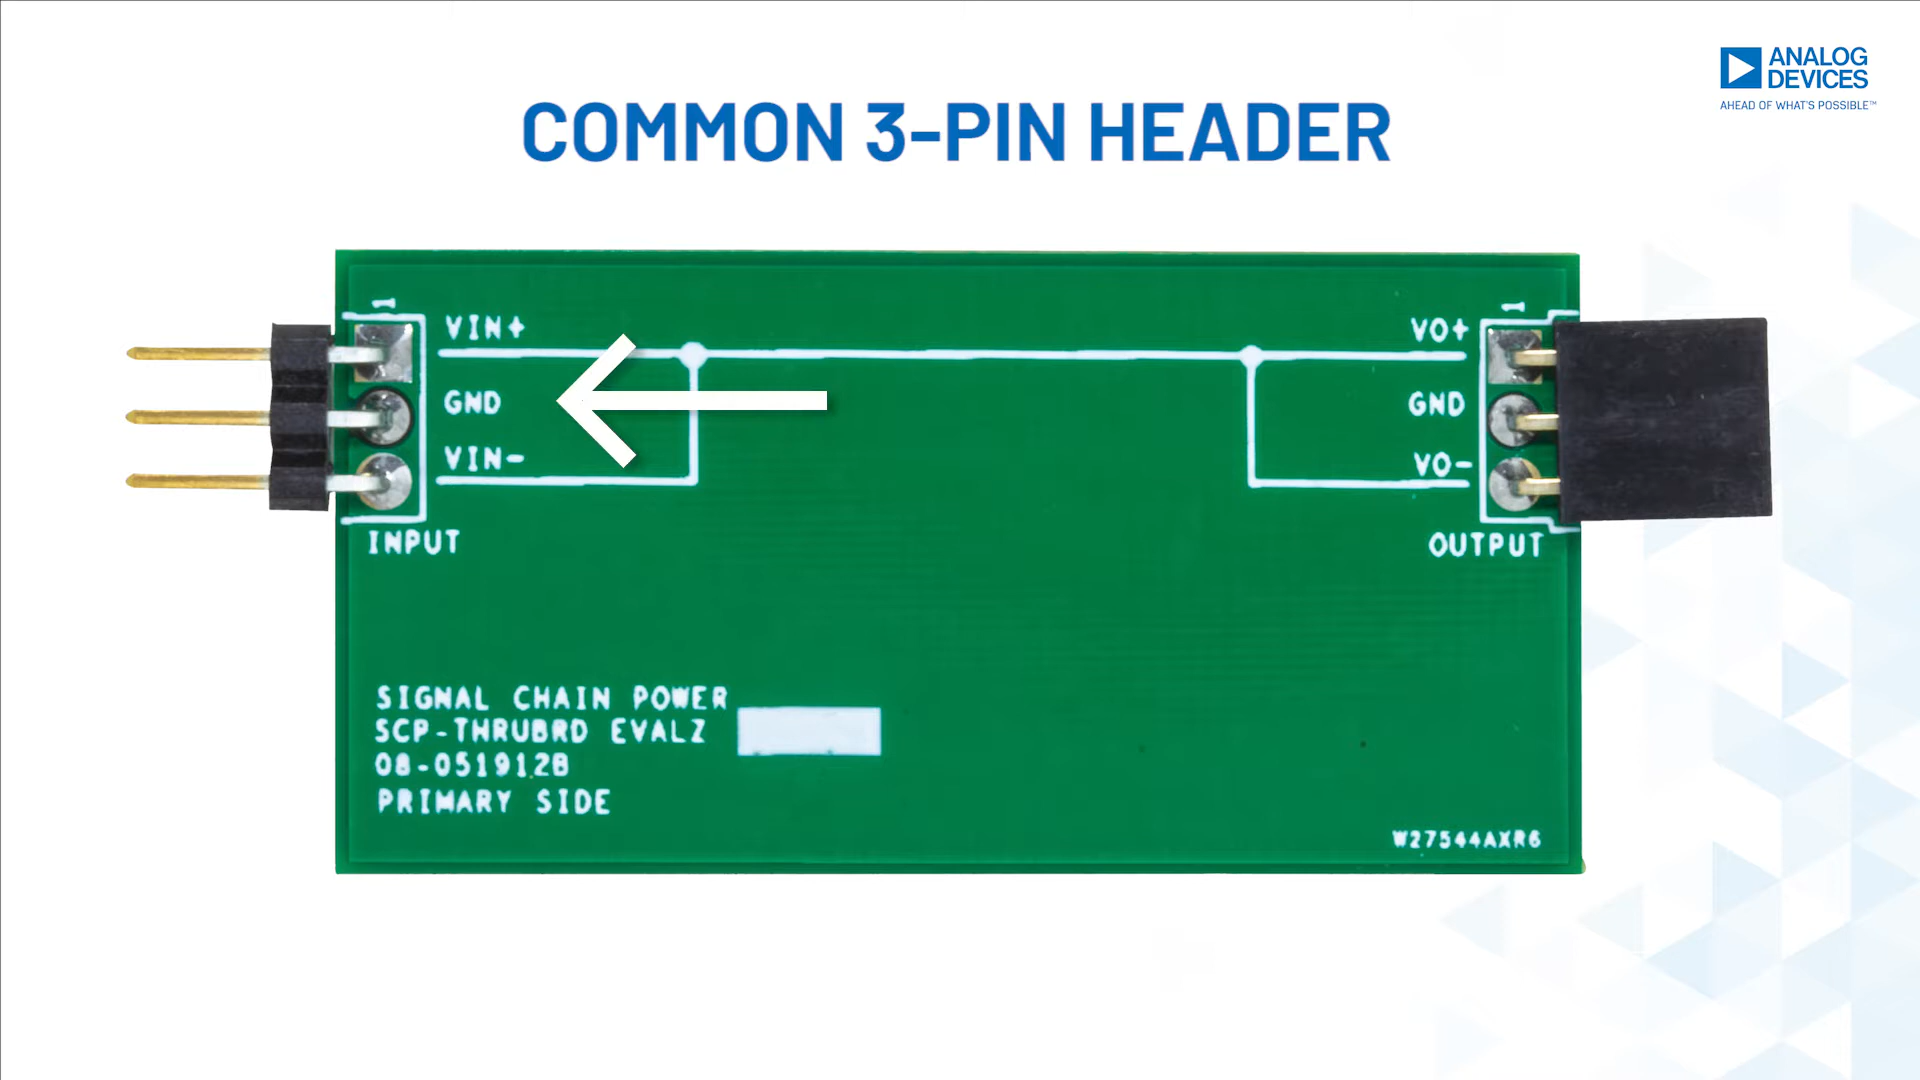 ANALOG
DEVICES
AHEAD OF WHAT'S POSSIBLE™
COMMON 3-PIN HEADER
1
VIN+
GND
VIN-
INPUT
1
VO+
GND
VO-
OUTPUT
SIGNAL CHAIN POWER
SCP-THRUBRD EVALZ
08-051912B
PRIMARY SIDE
W27544AXR6